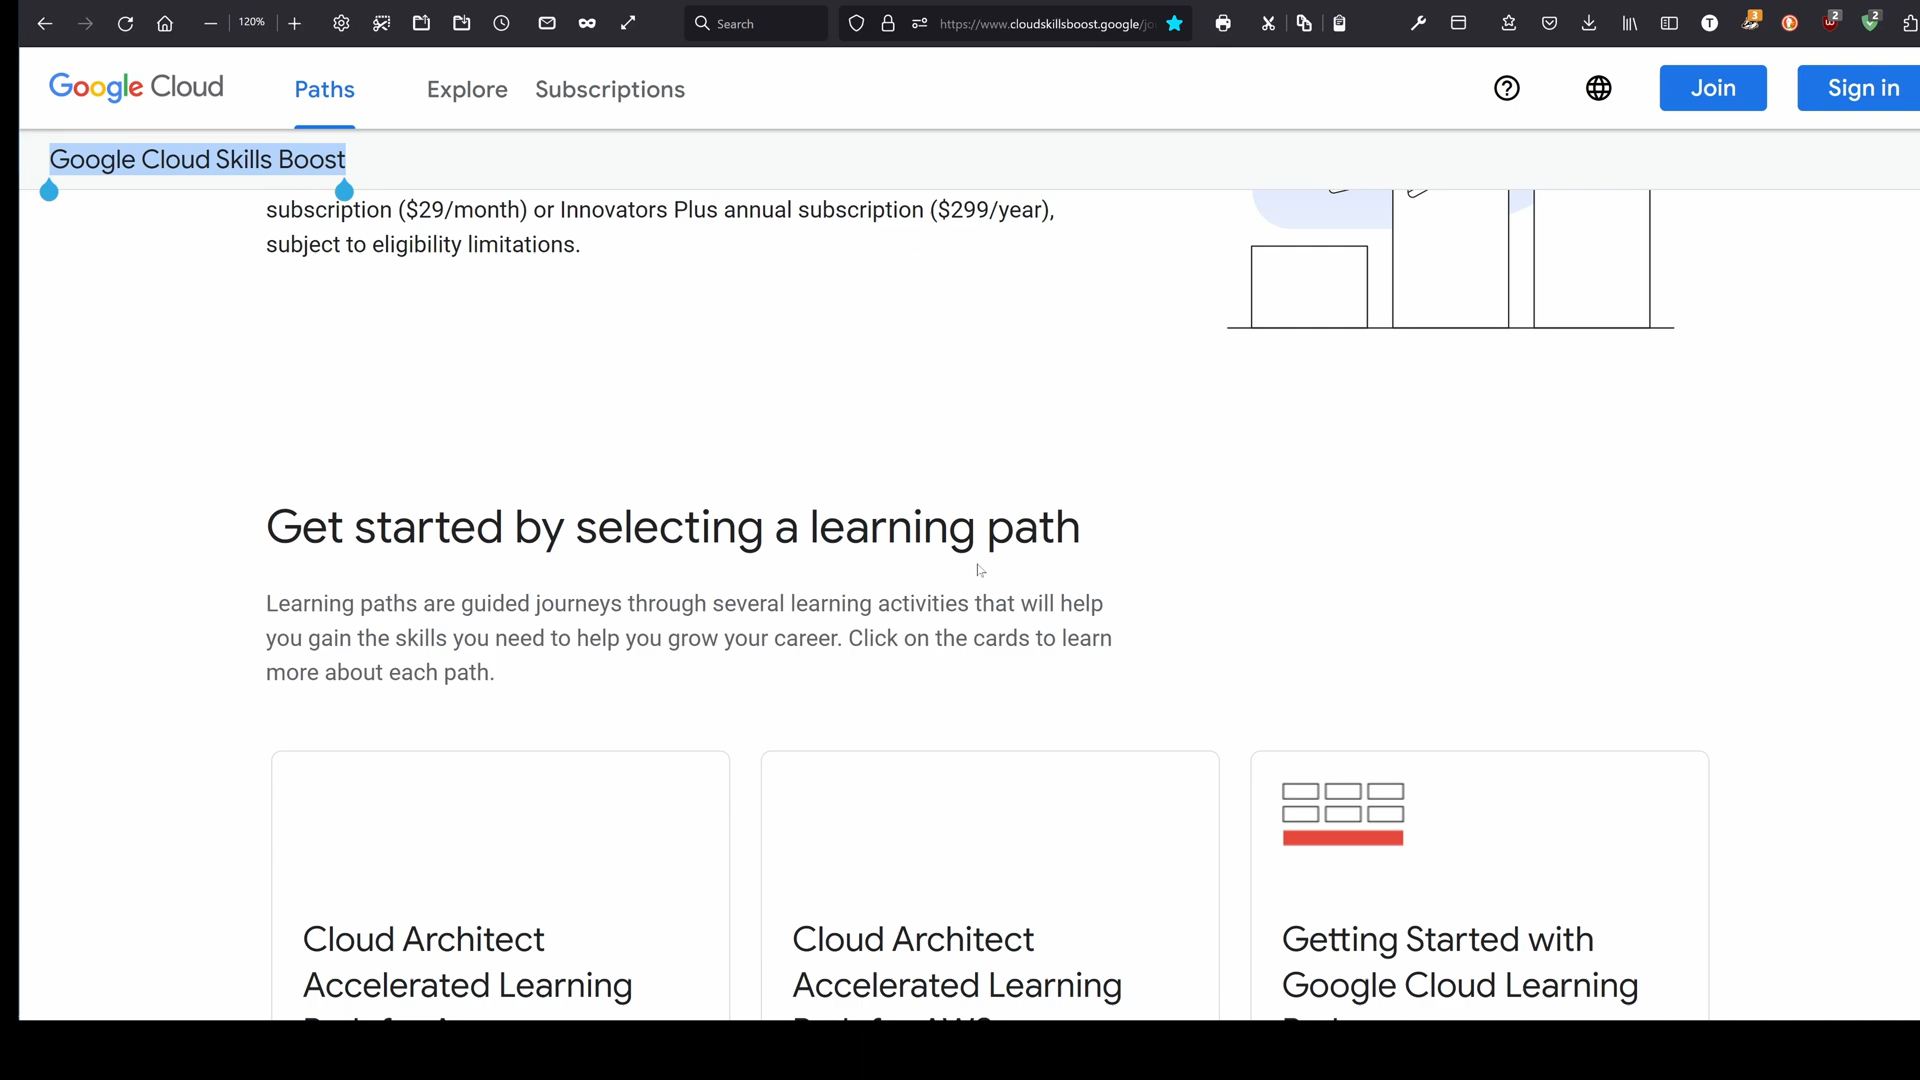 120%
Search
https://www.cloudskillsboost.google/jo
T
3
2
2
Google Cloud
Paths
Explore
Subscriptions
Join
Sign in
Google Cloud Skills Boost
subscription ($29/month) or Innovators Plus annual subscription ($299/year),
subject to eligibility limitations.
Get started by selecting a learning path
Learning paths are guided journeys through several learning activities that will help
you gain the skills you need to help you grow your career. Click on the cards to learn
more about each path.
Cloud Architect
Accelerated Learning
Cloud Architect
Accelerated Learning
Getting Started with
Google Cloud Learning